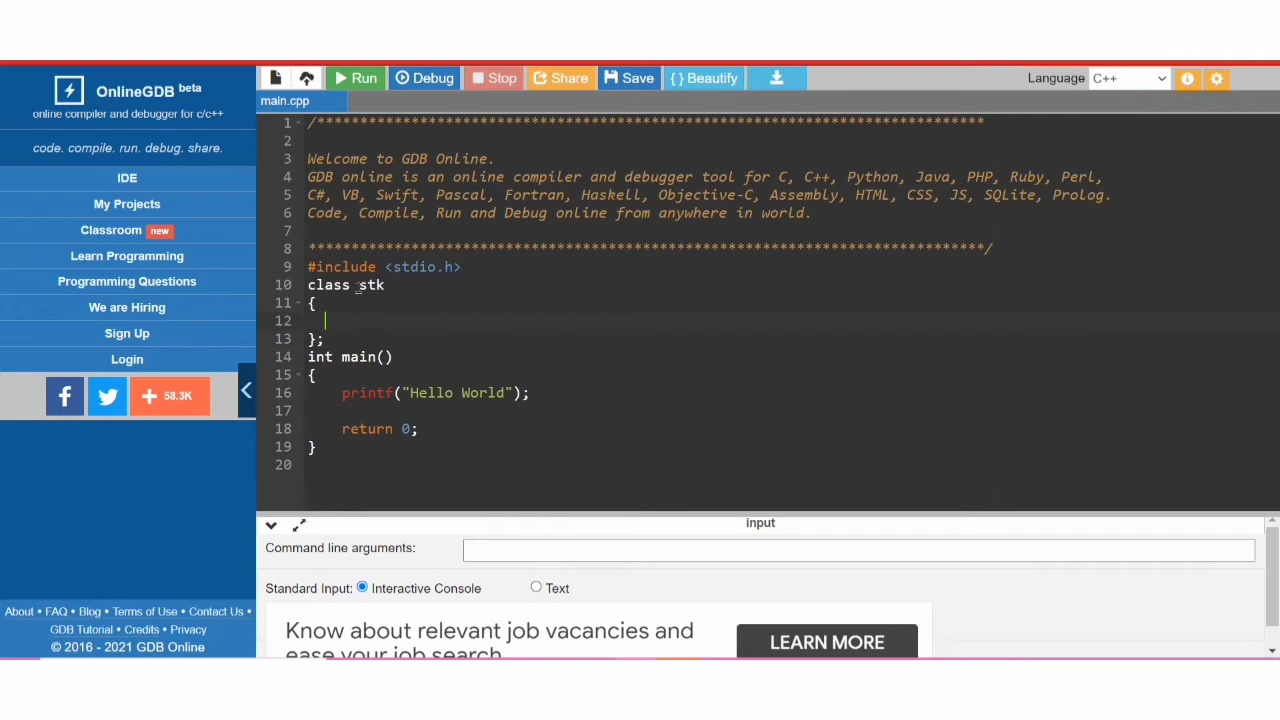 OnlineGDB beta
online compiler and debugger for c/c++
code. compile. run. debug. share.
IDE
My Projects
Classroom new
Learn Programming
Programming Questions
We are Hiring
Sign Up
Login
58.3K
About • FAQ • Blog • Terms of Use • Contact Us •
GDB Tutorial • Credits • Privacy
© 2016 - 2021 GDB Online
Run Debug Stop Share Save { } Beautify Language C++
main.cpp
1 /******************************************************************************
2
3 Welcome to GDB Online.
4 GDB online is an online compiler and debugger tool for C, C++, Python, Java, PHP, Ruby, Perl,
5 C#, VB, Swift, Pascal, Fortran, Haskell, Objective-C, Assembly, HTML, CSS, JS, SQLite, Prolog.
6 Code, Compile, Run and Debug online from anywhere in world.
7
8 *******************************************************************************/
9 #include <stdio.h>
10 class stk
11 {
12
13 };
14 int main()
15 {
16 printf("Hello World");
17
18 return 0;
19 }
20
input
Command line arguments:
Standard Input: Interactive Console Text
Know about relevant job vacancies and
ease your job search
LEARN MORE